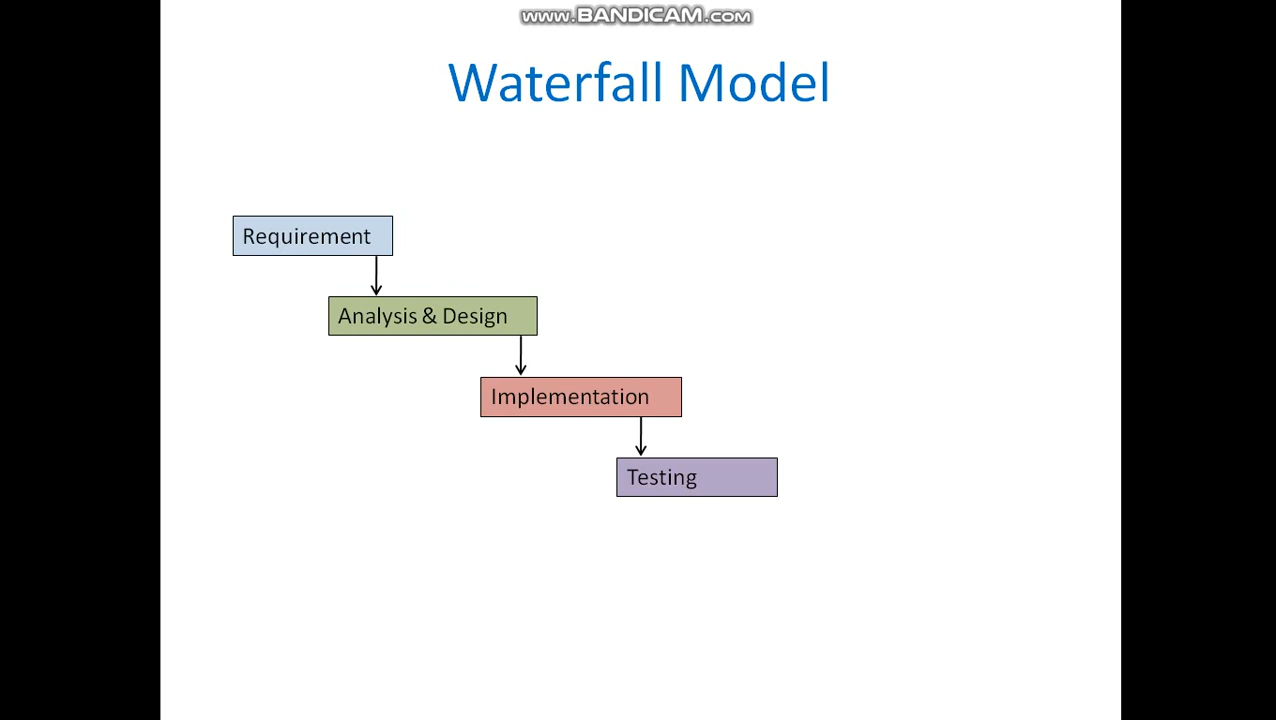 www.BANDICAM.com
Waterfall Model
Requirement
Analysis & Design
Implementation
Testing